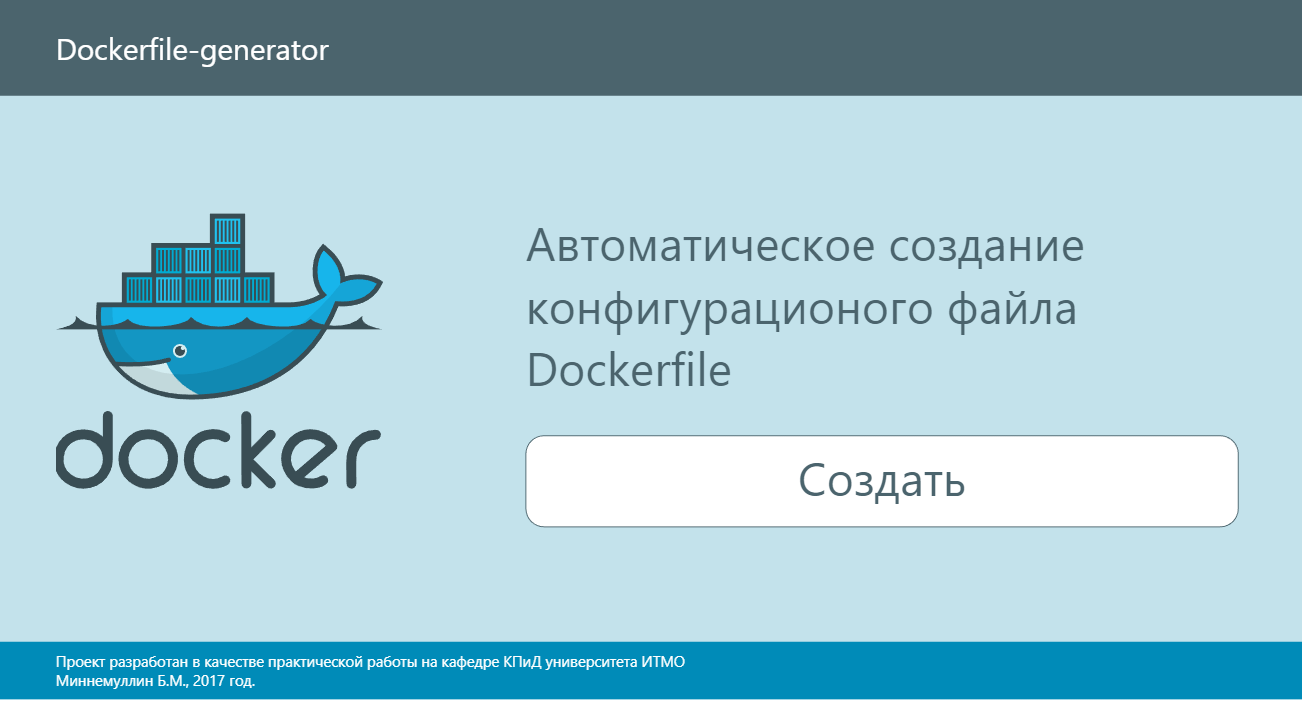 Dockerfile-generator
Автоматическое создание
конфигурационого файла
Dockerfile
docker
Создать
Проект разработан в качестве практической работы на кафедре КПиД университета ИТМО
Миннемуллин Б.М., 2017 год.